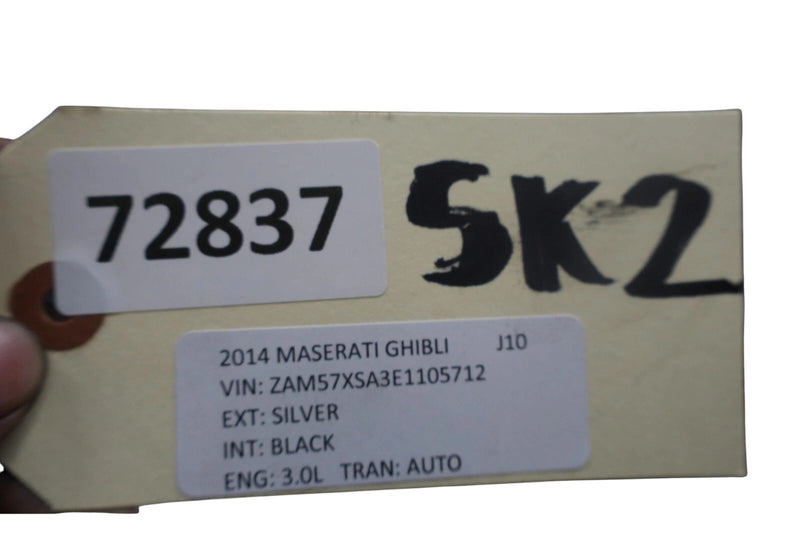 72837
SK2
2014 MASERATI GHIBLI J10
VIN: ZAM57XSA3E1105712
EXT: SILVER
INT: BLACK
ENG: 3.0L TRAN: AUTO